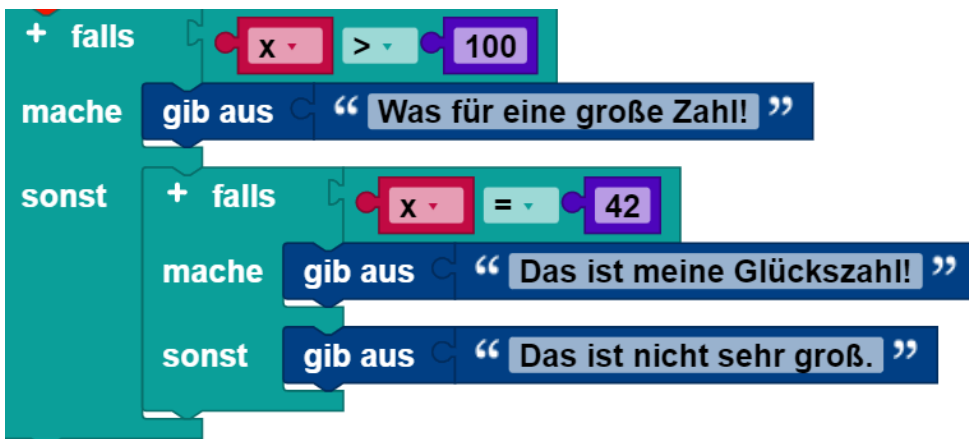 + falls x > 100
mache gib aus “ Was für eine große Zahl! ”
sonst + falls x = 42
mache gib aus “ Das ist meine Glückszahl! ”
sonst gib aus “ Das ist nicht sehr groß. ”